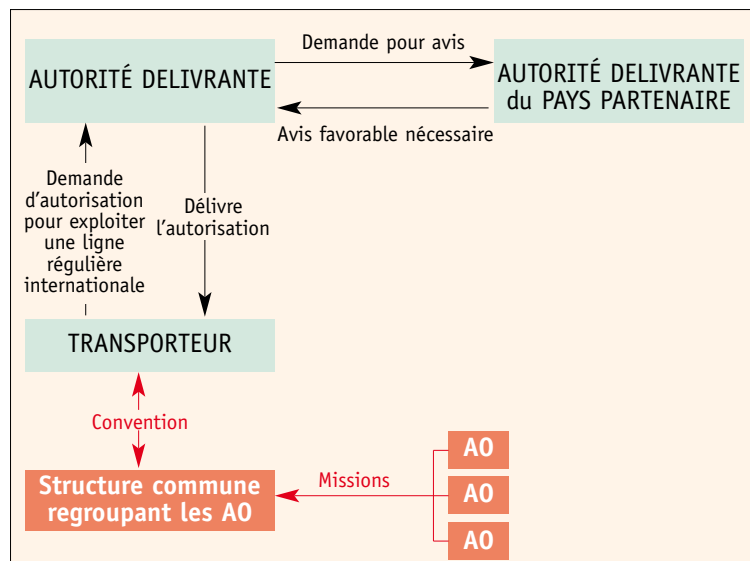 Demande pour avis
AUTORITÉ DELIVRANTE
AUTORITÉ DELIVRANTE
du PAYS PARTENAIRE
Avis favorable nécessaire
Demande
d'autorisation
pour exploiter
une ligne
régulière
internationale
Délivre
l'autorisation
TRANSPORTEUR
Convention
Structure commune
regroupant les AO
Missions
AO
AO
AO